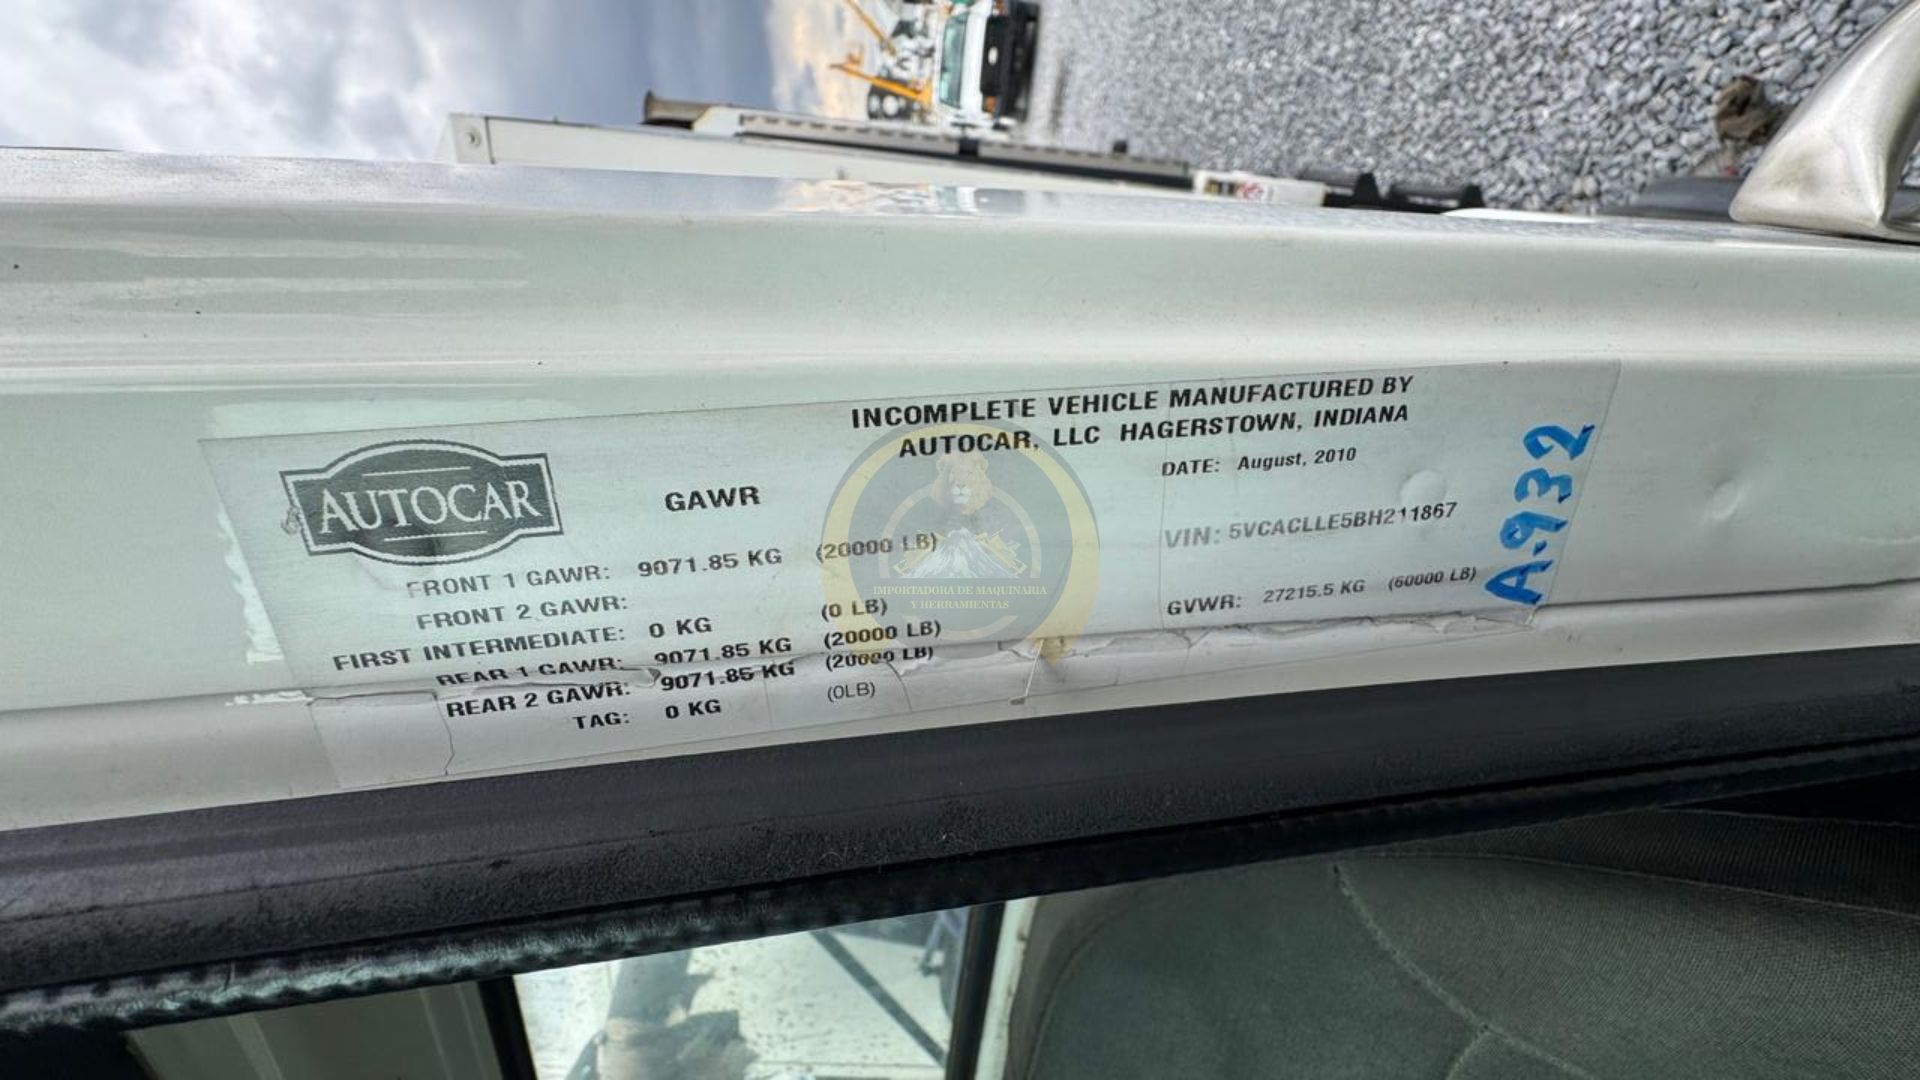 INCOMPLETE VEHICLE MANUFACTURED BY
AUTOCAR, LLC HAGERSTOWN, INDIANA
DATE: August, 2010
AUTOCAR
GAWR
VIN: 5VCACLLE5BH211867
FRONT 1 GAWR: 9071.85 KG (20000 LB)
FRONT 2 GAWR:
FIRST INTERMEDIATE: 0 KG (0 LB)
REAR 1 GAWR: 9071.85 KG (20000 LB)
REAR 2 GAWR: 9071.85 KG (20000 LB)
TAG: 0 KG (0LB)
GVWR: 27215.5 KG (60000 LB)
A-932
IMPORTADORA DE MAQUINARIA
Y HERRAMIENTAS